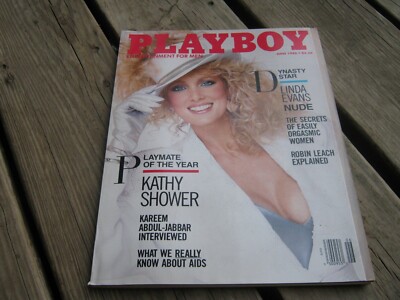 PLAYBOY
ENTERTAINMENT FOR MEN
DYNASTY
STAR
LINDA
EVANS
NUDE
THE SECRETS
OF EASILY
ORGASMIC
WOMEN
ROBIN LEACH
EXPLAINED
PLAYMATE
OF THE YEAR
KATHY
SHOWER
KAREEM
ABDUL-JABBAR
INTERVIEWED
WHAT WE REALLY
KNOW ABOUT AIDS